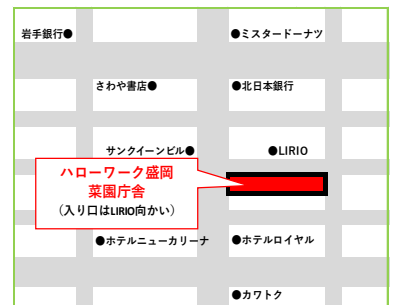 岩手銀行●
●ミスタードーナツ
さわや書店●
●北日本銀行
サンクイーンビル●
●LIRIO
ハローワーク盛岡
菜園庁舎
（入り口はLIRIO向かい）
●ホテルニューカリーナ
●ホテルロイヤル
●カワトク